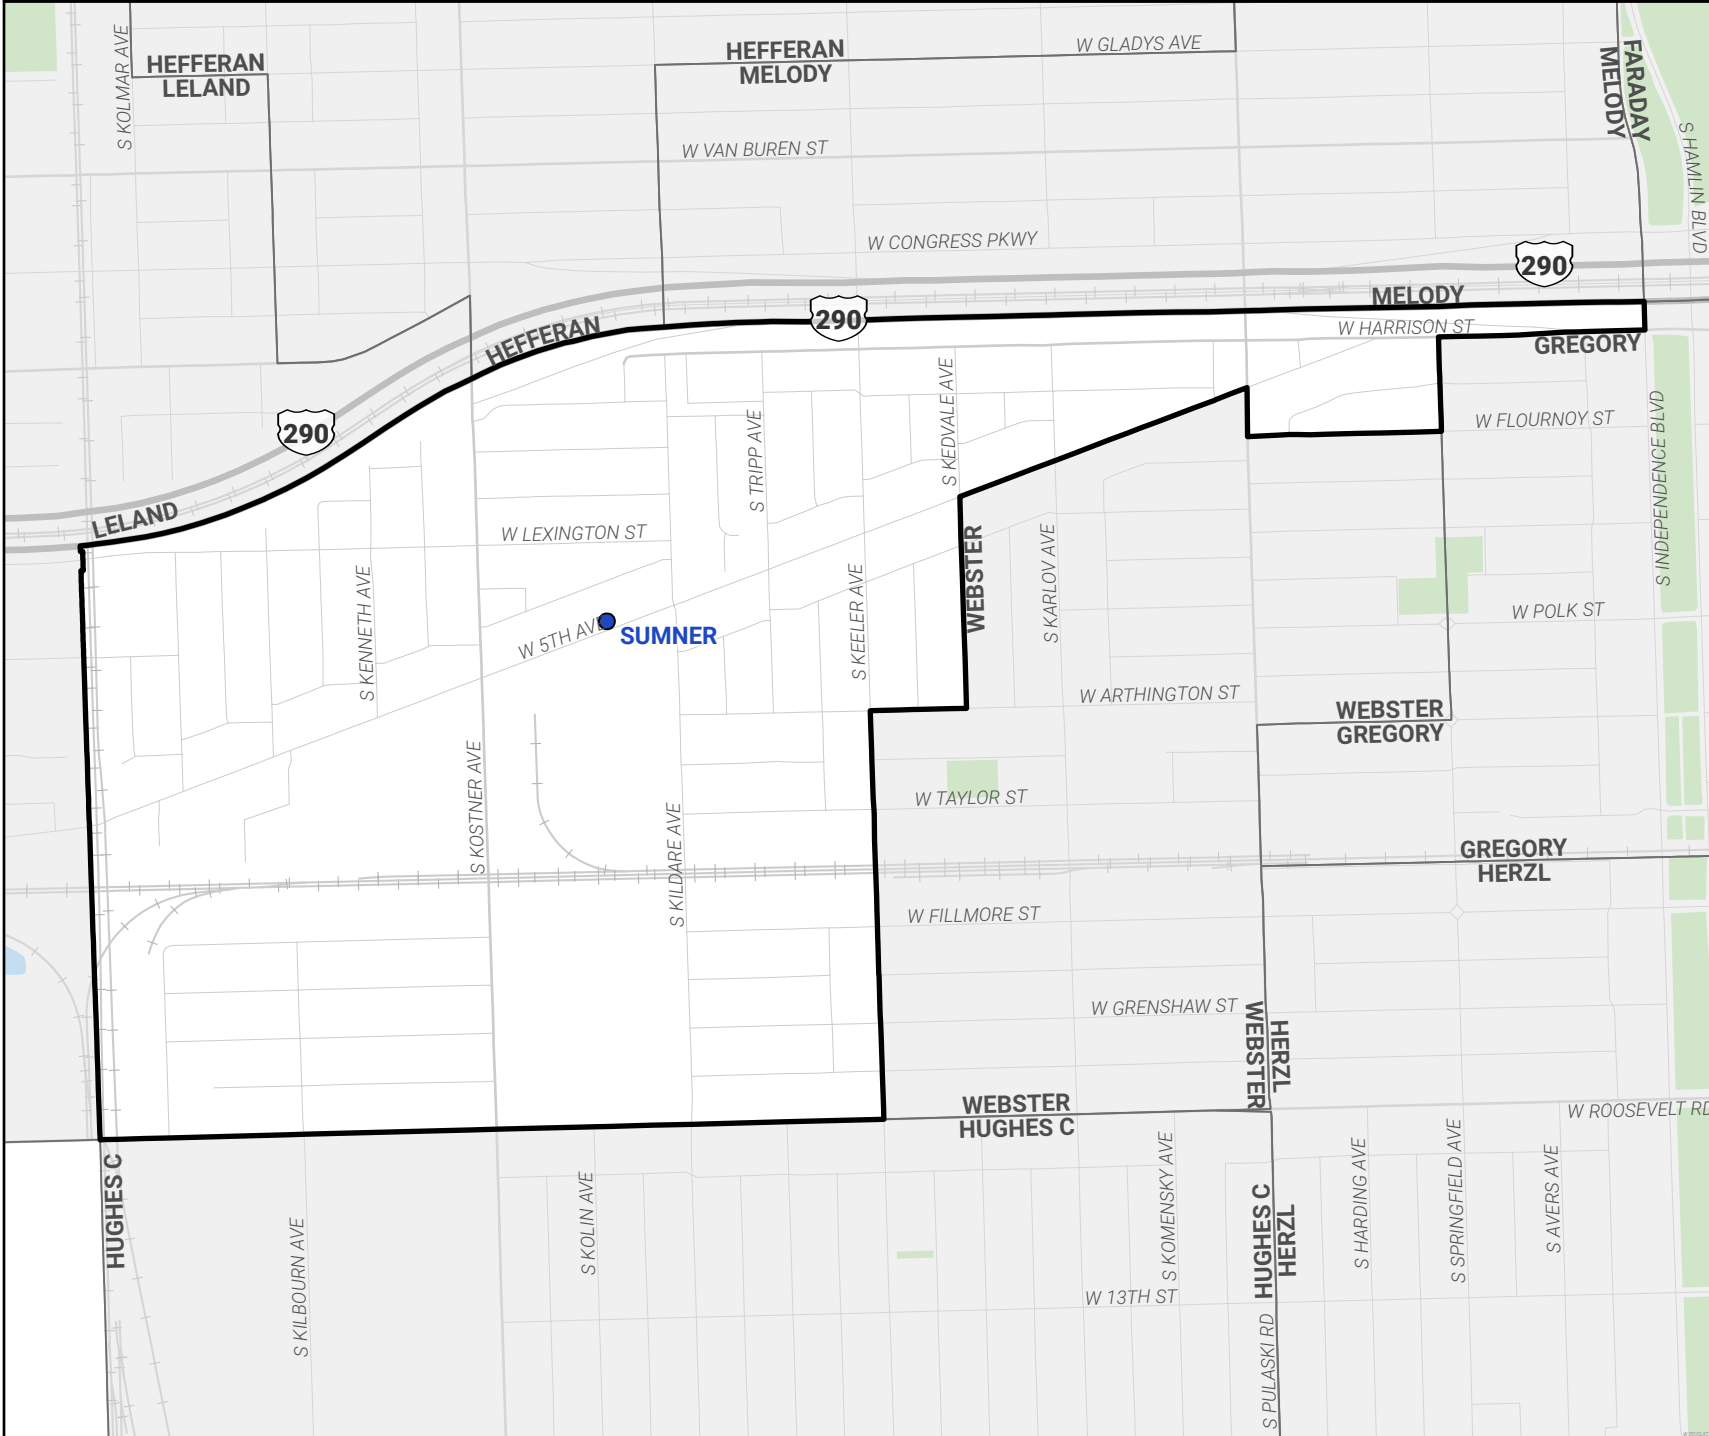 S KOLMAR AVE
HEFFERAN
LELAND
HEFFERAN
MELODY
W GLADYS AVE
FARADAY
MELODY
S HAMLIN BLVD
W VAN BUREN ST
W CONGRESS PKWY
290
MELODY
290
HEFFERAN
W HARRISON ST
GREGORY
290
S KEDVALE AVE
S TRIPP AVE
W FLOURNOY ST
S INDEPENDENCE BLVD
LELAND
W LEXINGTON ST
WEBSTER
S KARLOV AVE
S KENNETH AVE
S KEELER AVE
W POLK ST
W 5TH AVE
SUMNER
W ARTHINGTON ST
WEBSTER
GREGORY
S KOSTNER AVE
W TAYLOR ST
S KILDARE AVE
GREGORY
HERZL
W FILLMORE ST
W GRENSHAW ST
WEBSTER
HERZL
WEBSTER
HUGHES C
W ROOSEVELT RD
HUGHES C
S KILBOURN AVE
S KOLIN AVE
S KOMENSKY AVE
HUGHES C
HERZL
S HARDING AVE
S SPRINGFIELD AVE
S AVERS AVE
W 13TH ST
S PULASKI RD